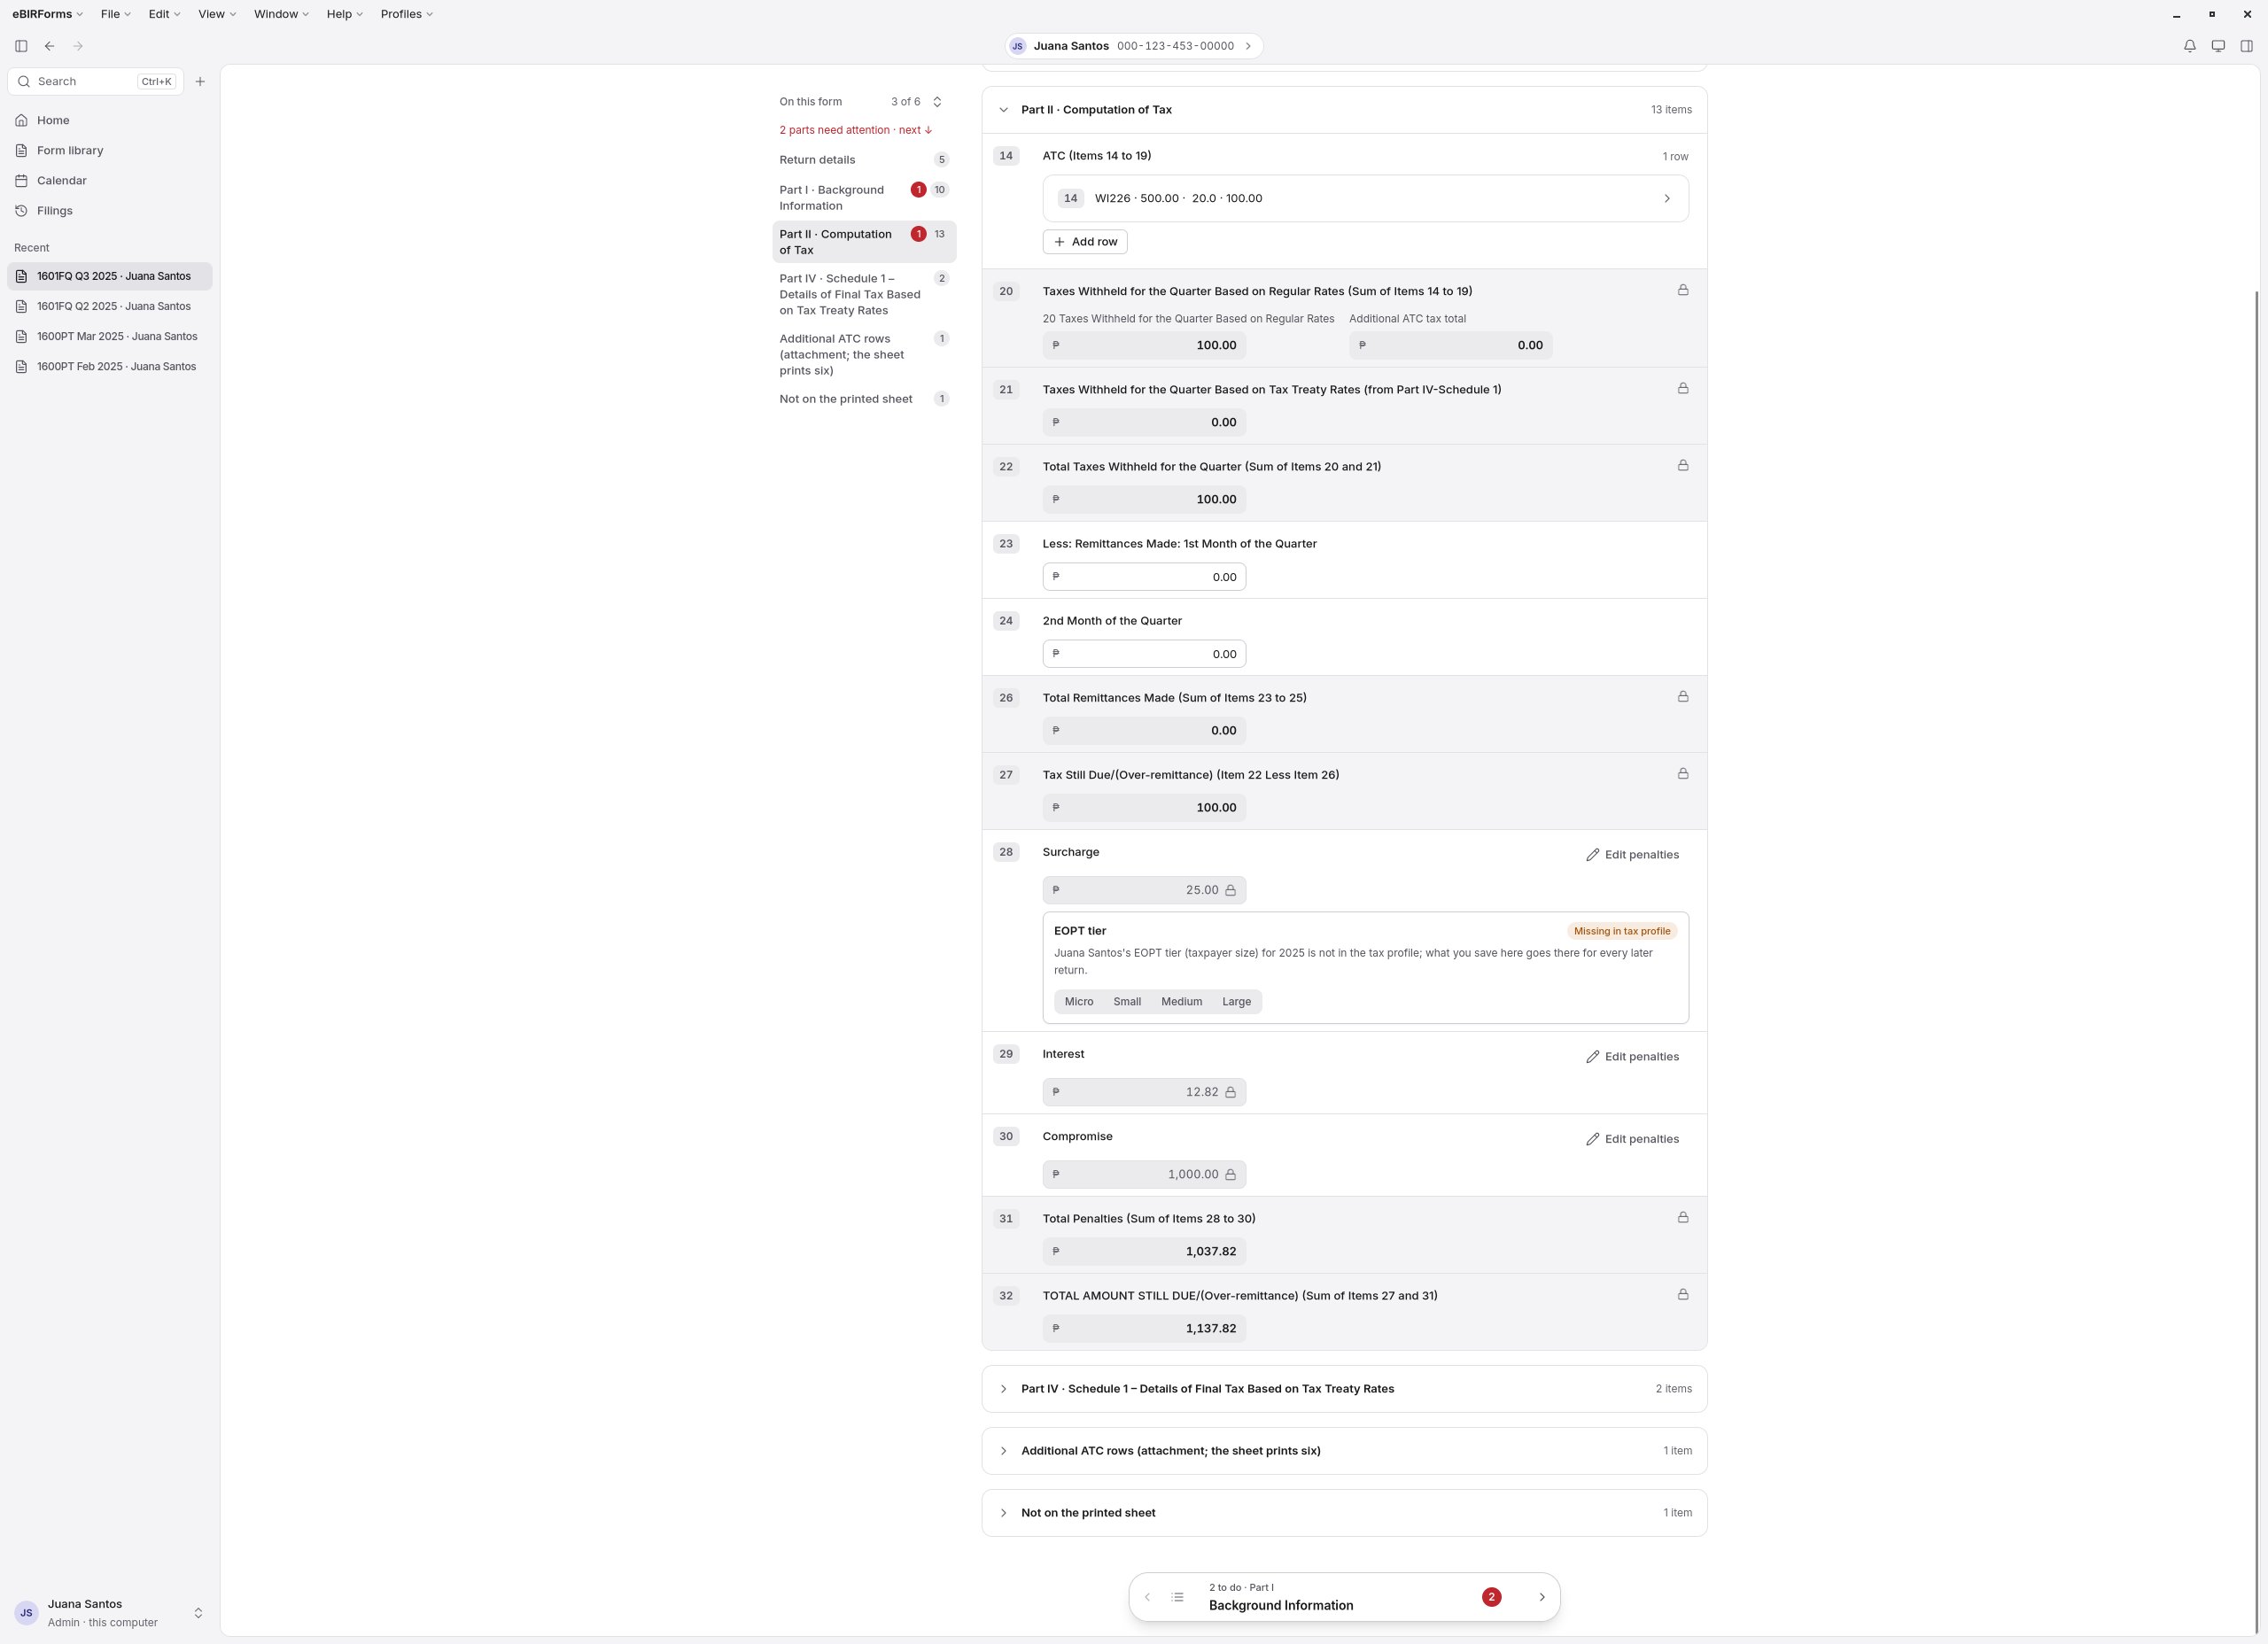 eBIRForms File Edit View Window Help Profiles
JS Juana Santos 000-123-453-00000
Search Ctrl+K
Home
Form library
Calendar
Filings
Recent
1601FQ Q3 2025 · Juana Santos
1601FQ Q2 2025 · Juana Santos
1600PT Mar 2025 · Juana Santos
1600PT Feb 2025 · Juana Santos
JS Juana Santos
Admin · this computer
On this form 3 of 6
2 parts need attention · next ↓
Return details 5
Part I · Background 1 10
Information
Part II · Computation 1 13
of Tax
Part IV · Schedule 1 – 2
Details of Final Tax Based
on Tax Treaty Rates
Additional ATC rows 1
(attachment; the sheet
prints six)
Not on the printed sheet 1
Part II · Computation of Tax 13 items
14 ATC (Items 14 to 19) 1 row
14 WI226 · 500.00 · 20.0 · 100.00
Add row
20 Taxes Withheld for the Quarter Based on Regular Rates (Sum of Items 14 to 19)
20 Taxes Withheld for the Quarter Based on Regular Rates Additional ATC tax total
₱ 100.00 ₱ 0.00
21 Taxes Withheld for the Quarter Based on Tax Treaty Rates (from Part IV-Schedule 1)
₱ 0.00
22 Total Taxes Withheld for the Quarter (Sum of Items 20 and 21)
₱ 100.00
23 Less: Remittances Made: 1st Month of the Quarter
₱ 0.00
24 2nd Month of the Quarter
₱ 0.00
26 Total Remittances Made (Sum of Items 23 to 25)
₱ 0.00
27 Tax Still Due/(Over-remittance) (Item 22 Less Item 26)
₱ 100.00
28 Surcharge Edit penalties
₱ 25.00
EOPT tier Missing in tax profile
Juana Santos's EOPT tier (taxpayer size) for 2025 is not in the tax profile; what you save here goes there for every later
return.
Micro Small Medium Large
29 Interest Edit penalties
₱ 12.82
30 Compromise Edit penalties
₱ 1,000.00
31 Total Penalties (Sum of Items 28 to 30)
₱ 1,037.82
32 TOTAL AMOUNT STILL DUE/(Over-remittance) (Sum of Items 27 and 31)
₱ 1,137.82
Part IV · Schedule 1 – Details of Final Tax Based on Tax Treaty Rates 2 items
Additional ATC rows (attachment; the sheet prints six) 1 item
Not on the printed sheet 1 item
2 to do · Part I
Background Information 2